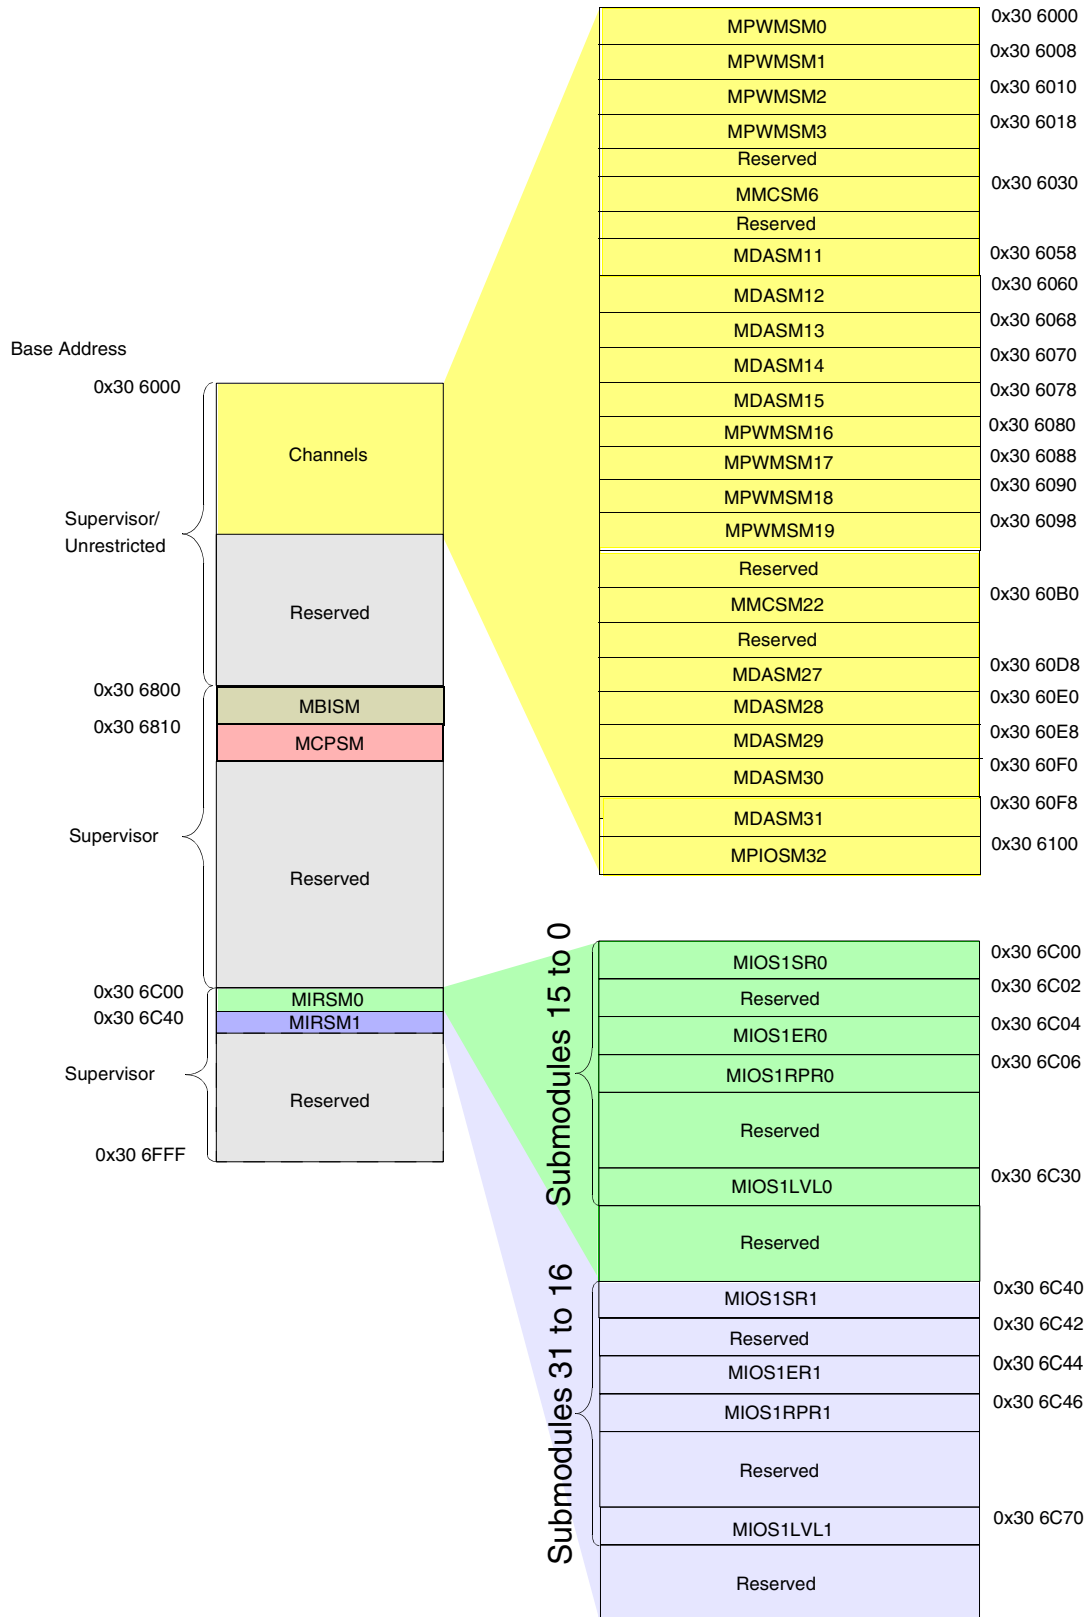 Base Address
0x30 6000
Channels
Supervisor/
Unrestricted
Reserved
0x30 6800
MBISM
0x30 6810
MCPSM
Supervisor
Reserved
0x30 6C00
MIRSM0
0x30 6C40
MIRSM1
Supervisor
Reserved
0x30 6FFF
MPWMSM0
0x30 6000
MPWMSM1
0x30 6008
MPWMSM2
0x30 6010
MPWMSM3
0x30 6018
Reserved
MMCSM6
0x30 6030
Reserved
MDASM11
0x30 6058
MDASM12
0x30 6060
MDASM13
0x30 6068
MDASM14
0x30 6070
MDASM15
0x30 6078
MPWMSM16
0x30 6080
MPWMSM17
0x30 6088
MPWMSM18
0x30 6090
MPWMSM19
0x30 6098
Reserved
MMCSM22
0x30 60B0
Reserved
MDASM27
0x30 60D8
MDASM28
0x30 60E0
MDASM29
0x30 60E8
MDASM30
0x30 60F0
MDASM31
0x30 60F8
MPIOSM32
0x30 6100
Submodules 15 to 0
MIOS1SR0
0x30 6C00
Reserved
0x30 6C02
MIOS1ER0
0x30 6C04
MIOS1RPR0
0x30 6C06
Reserved
MIOS1LVL0
0x30 6C30
Reserved
Submodules 31 to 16
MIOS1SR1
0x30 6C40
Reserved
0x30 6C42
MIOS1ER1
0x30 6C44
MIOS1RPR1
0x30 6C46
Reserved
MIOS1LVL1
0x30 6C70
Reserved